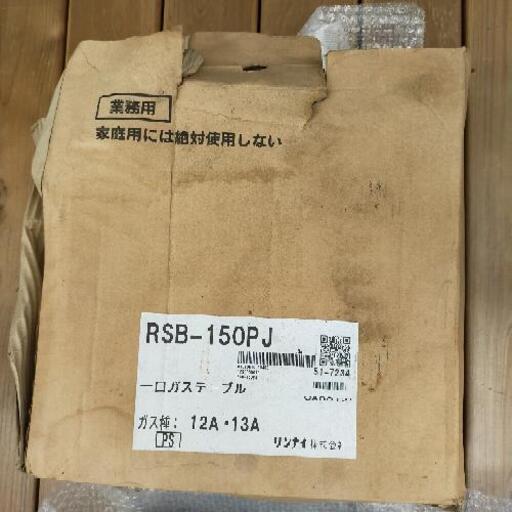 業務用
家庭用には絶対使用しない
RSB-150PJ
51-7234
一口ガステーブル
ガス種： 12A・13A
PS リンナイ株式会社